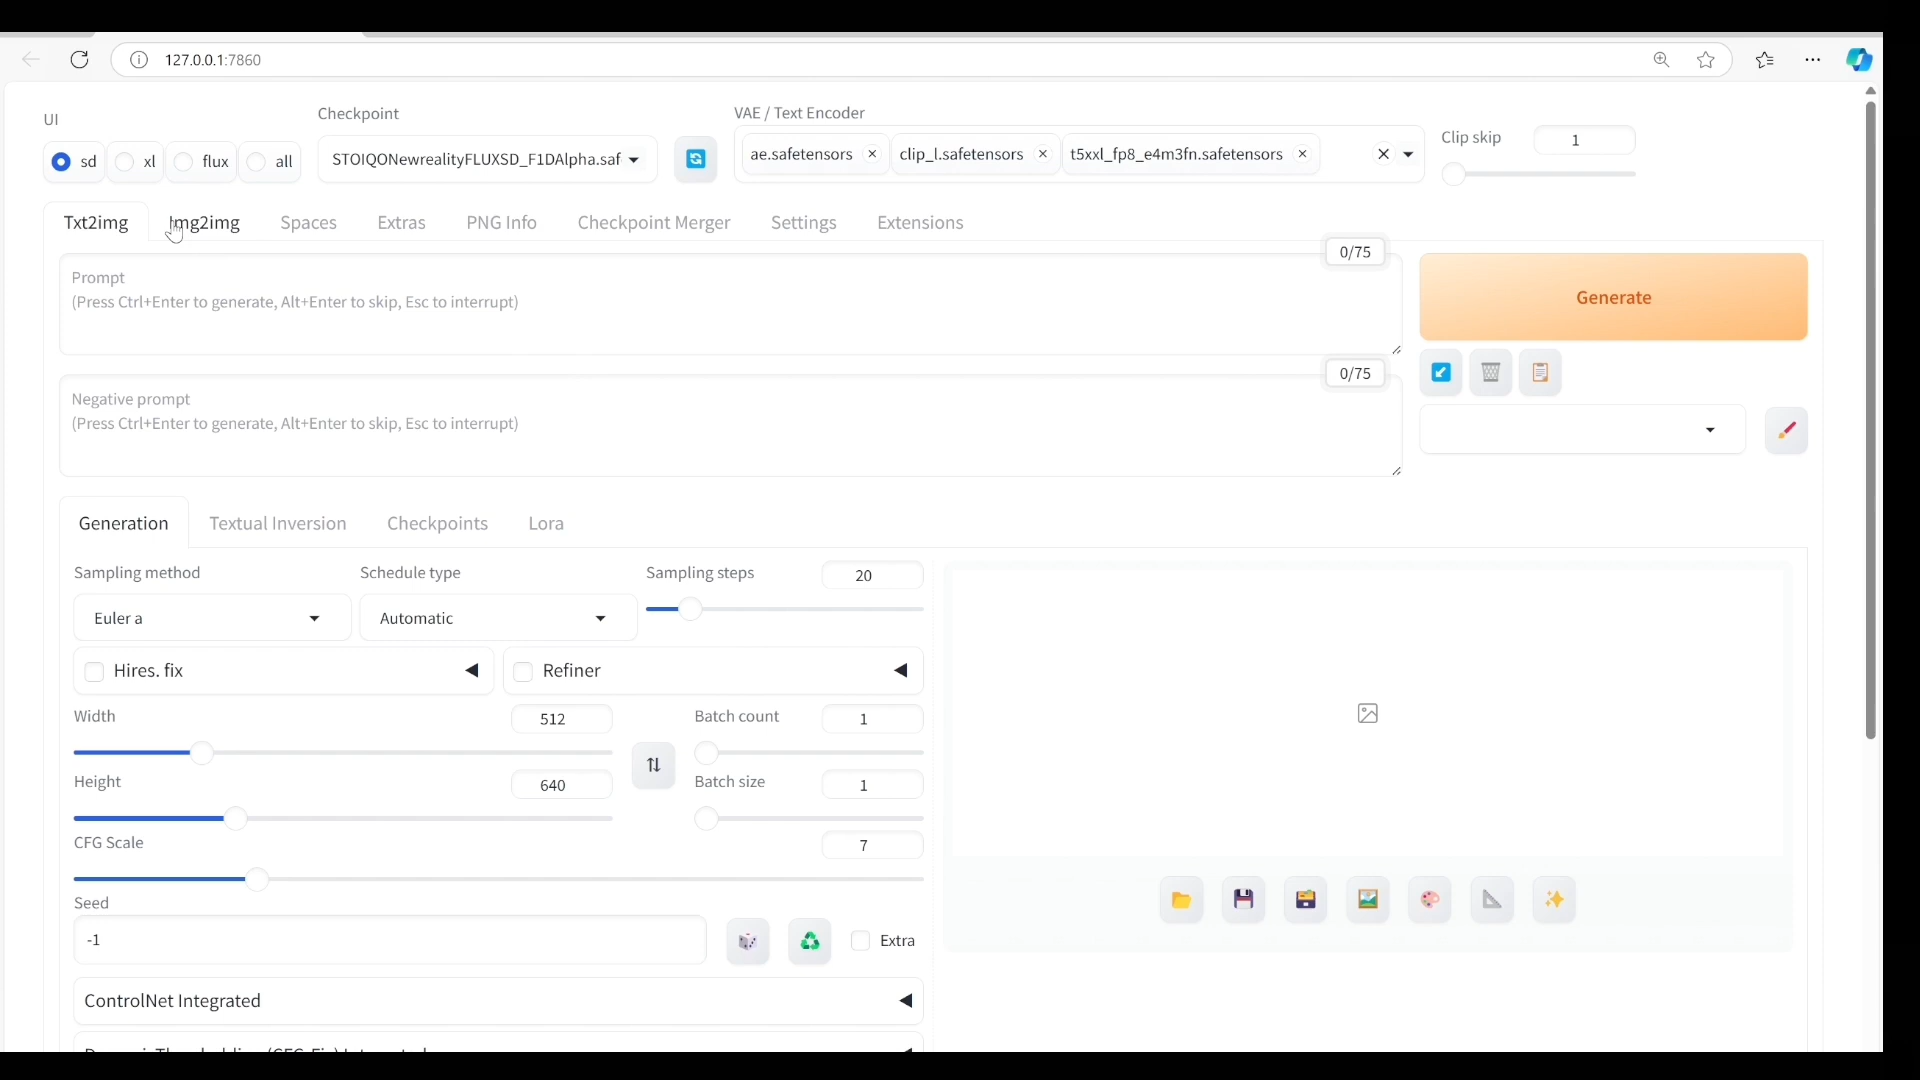 127.0.0.1:7860
UI
Checkpoint
VAE / Text Encoder
Clip skip
1
sd
xl
flux
all
STOIQONewrealityFLUXSD_F1DAlpha.saf
ae.safetensors
clip_l.safetensors
t5xxl_fp8_e4m3fn.safetensors
Txt2img
Img2img
Spaces
Extras
PNG Info
Checkpoint Merger
Settings
Extensions
0/75
Prompt
(Press Ctrl+Enter to generate, Alt+Enter to skip, Esc to interrupt)
Generate
0/75
Negative prompt
(Press Ctrl+Enter to generate, Alt+Enter to skip, Esc to interrupt)
Generation
Textual Inversion
Checkpoints
Lora
Sampling method
Schedule type
Sampling steps
20
Euler a
Automatic
Hires. fix
Refiner
Width
512
Batch count
1
Height
640
Batch size
1
CFG Scale
7
Seed
-1
Extra
ControlNet Integrated